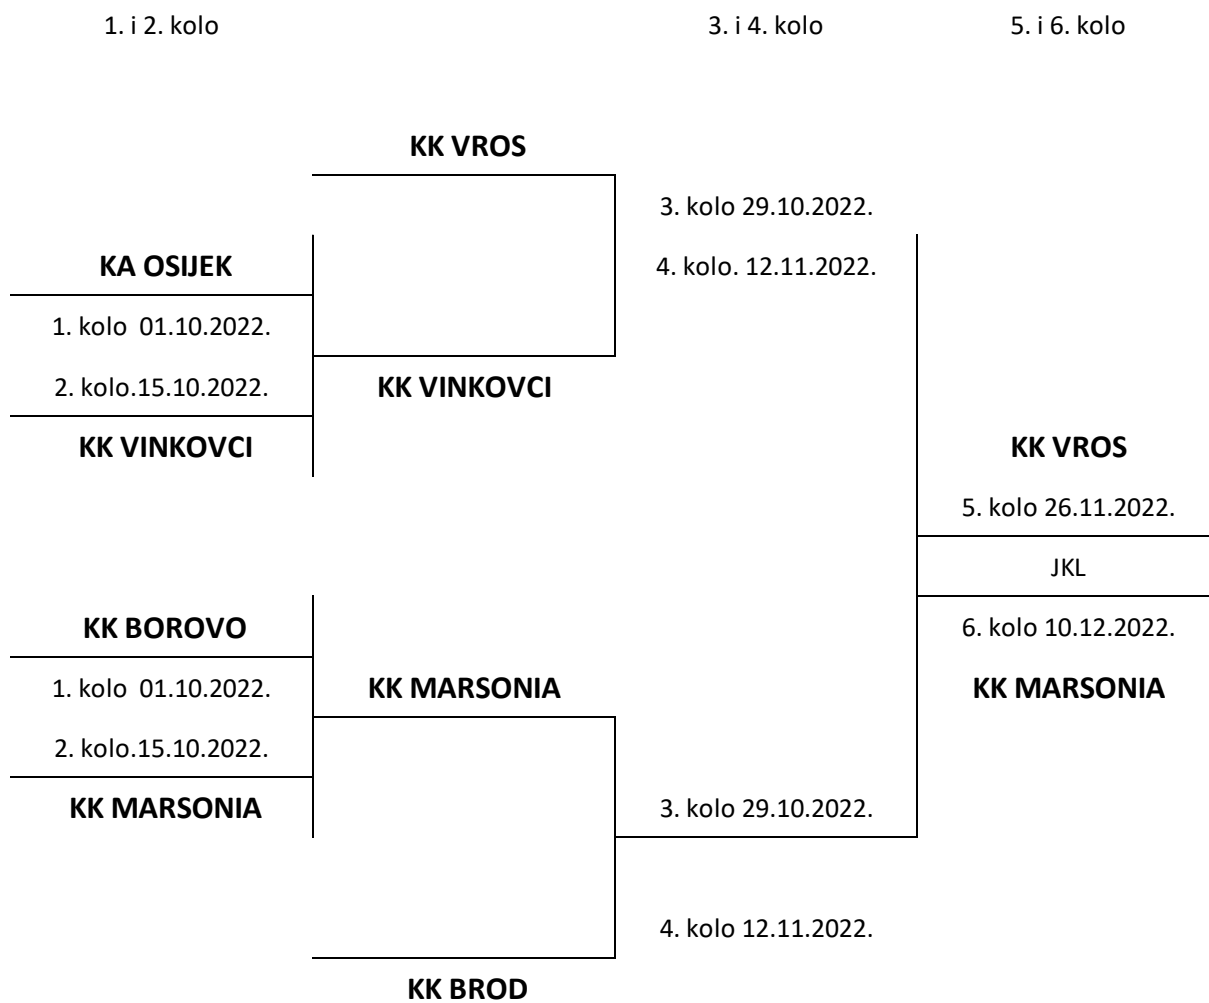 1. i 2. kolo
3. i 4. kolo
5. i 6. kolo
KK VROS
3. kolo 29.10.2022.
KA OSIJEK
4. kolo. 12.11.2022.
1. kolo  01.10.2022.
2. kolo.15.10.2022.
KK VINKOVCI
KK VINKOVCI
KK VROS
5. kolo 26.11.2022.
JKL
KK BOROVO
6. kolo 10.12.2022.
1. kolo  01.10.2022.
KK MARSONIA
KK MARSONIA
2. kolo.15.10.2022.
KK MARSONIA
3. kolo 29.10.2022.
4. kolo 12.11.2022.
KK BROD